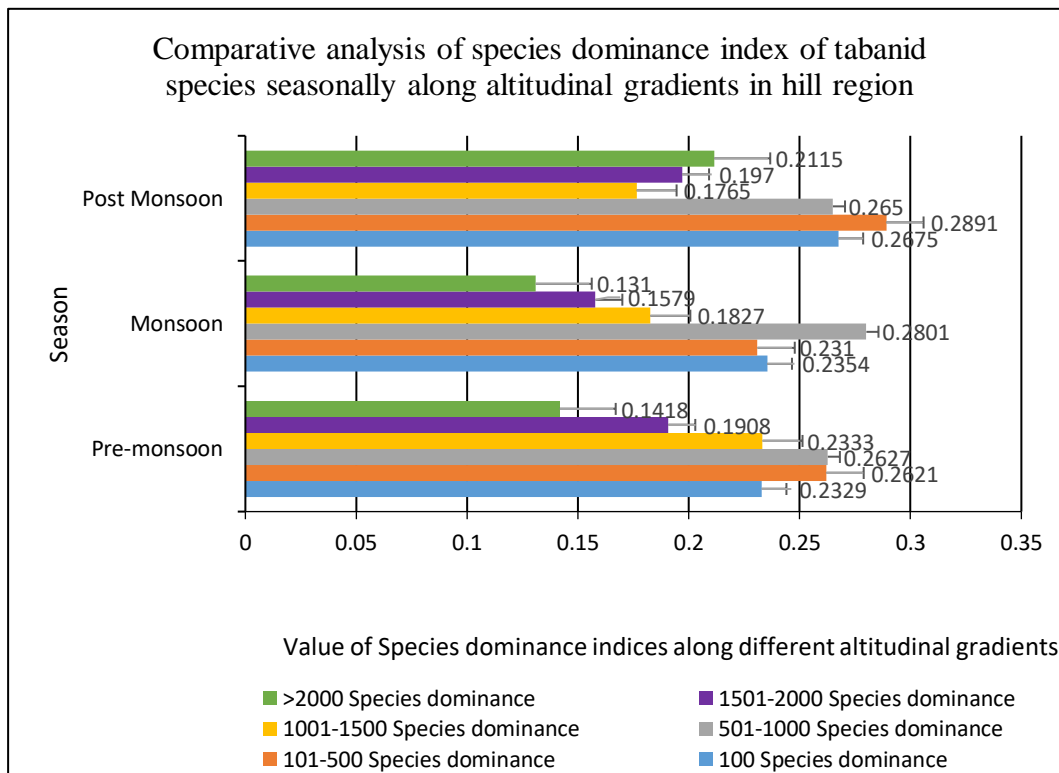 Comparative analysis of species dominance index of tabanid
species seasonally along altitudinal gradients in hill region
Season
Post Monsoon
0.2115
0.197
0.1765
0.265
0.2891
0.2675
Monsoon
0.131
0.1579
0.1827
0.2801
0.231
0.2354
Pre-monsoon
0.1418
0.1908
0.2333
0.2627
0.2621
0.2329
0 0.05 0.1 0.15 0.2 0.25 0.3 0.35
Value of Species dominance indices along different altitudinal gradients
>2000 Species dominance 1501-2000 Species dominance
1001-1500 Species dominance 501-1000 Species dominance
101-500 Species dominance 100 Species dominance